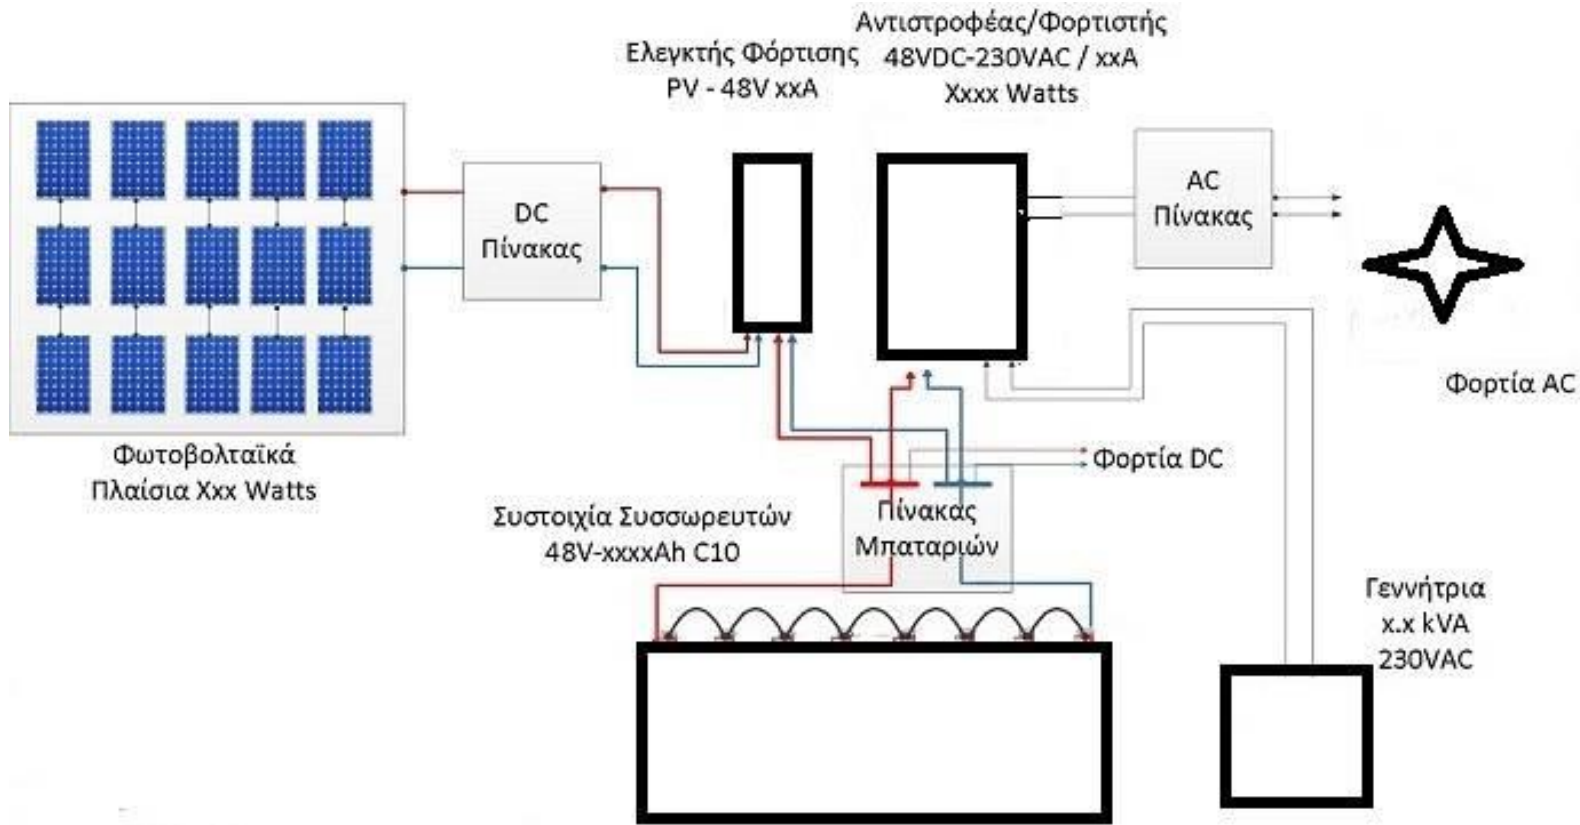 Αντιστροφέας/Φορτιστής
48VDC-230VAC / xxA
Xxxx Watts
Ελεγκτής Φόρτισης
PV - 48V xxA
DC
Πίνακας
AC
Πίνακας
Φορτία AC
Φωτοβολταϊκά
Πλαίσια Xxx Watts
Φορτία DC
Συστοιχία Συσσωρευτών
48V-xxxxAh C10
Πίνακας
Μπαταριών
Γεννήτρια
x.x kVA
230VAC